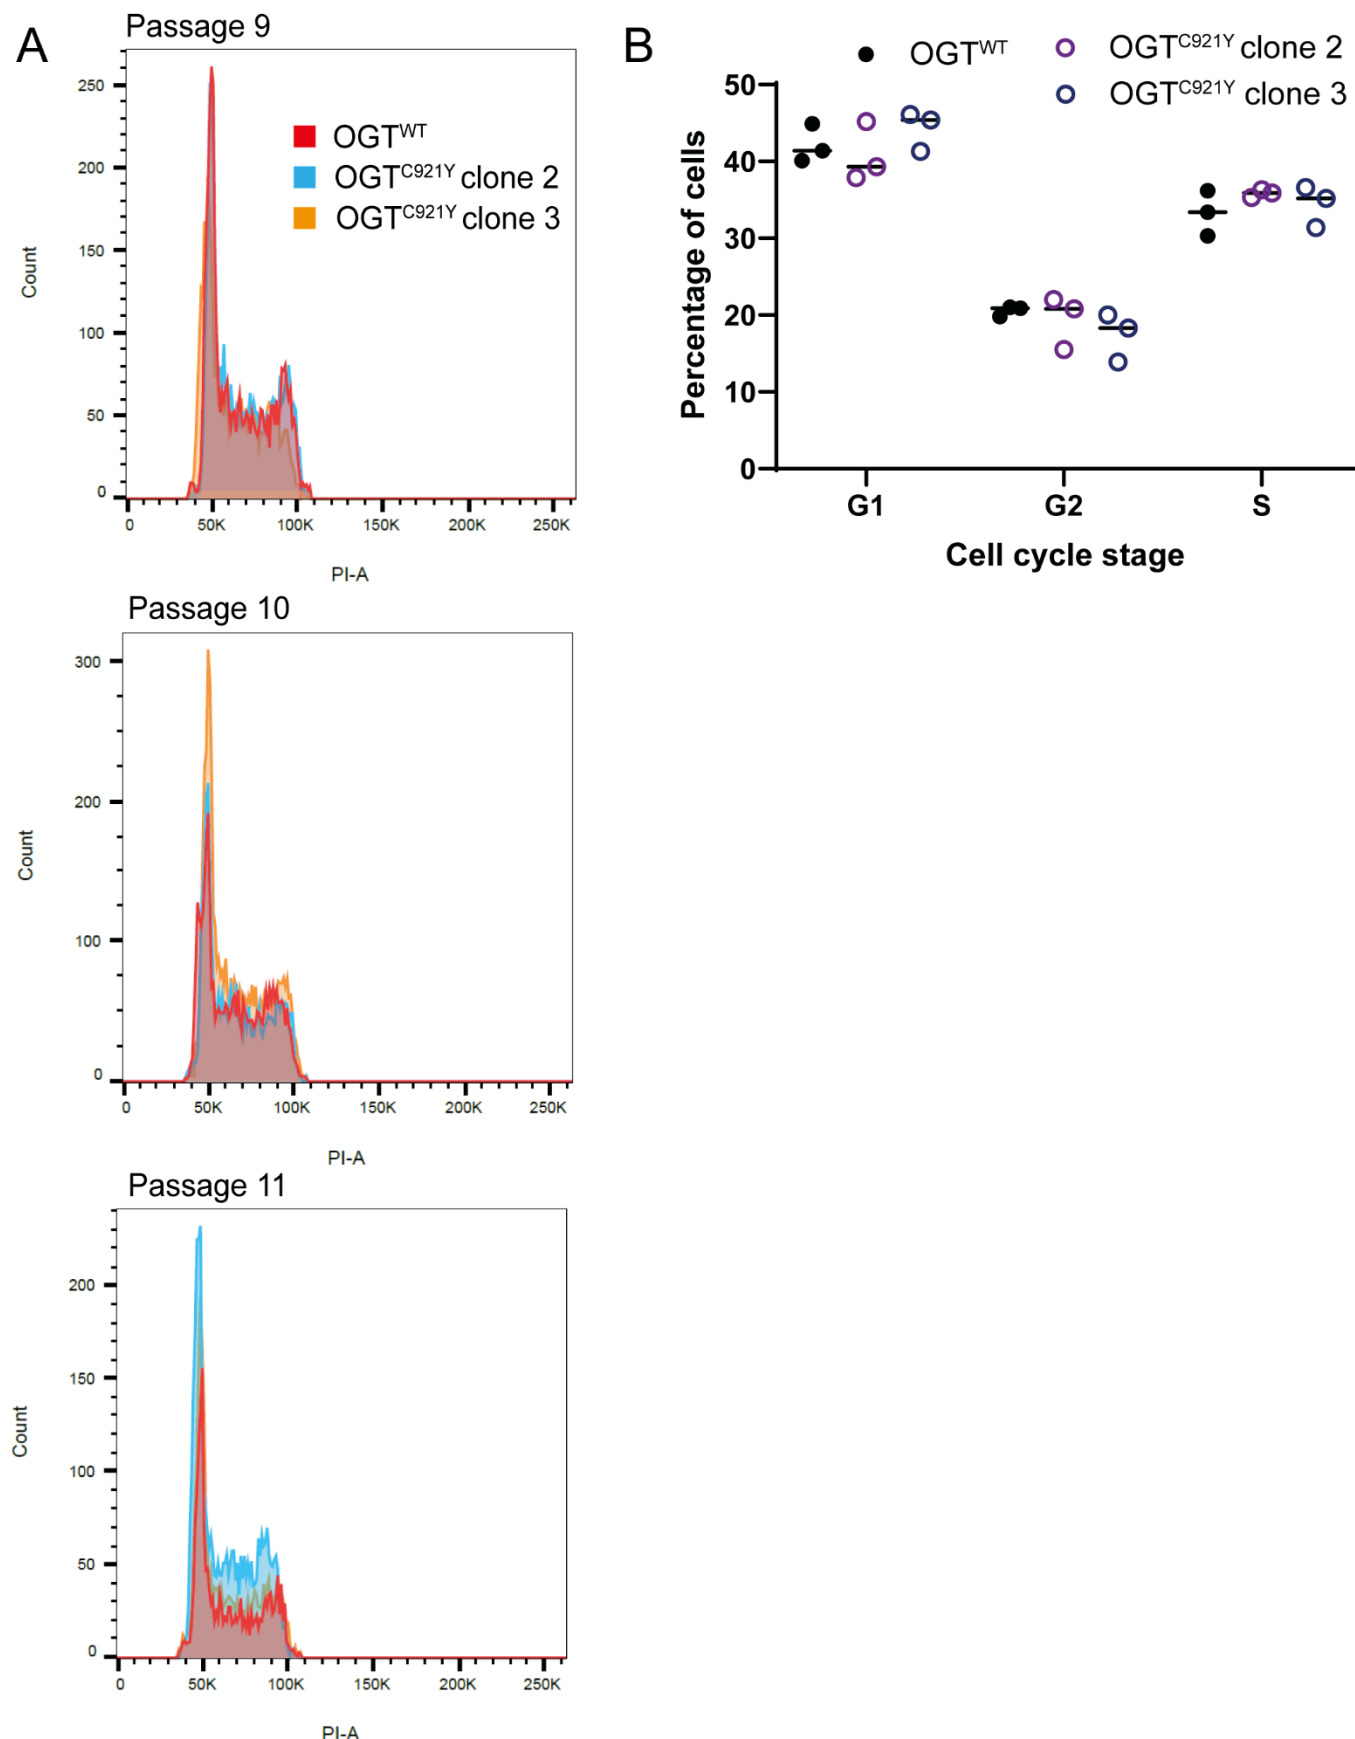 A
Passage 9
250
200
150
100
50
0
Count
OGTWT
OGTC921Y clone 2
OGTC921Y clone 3
0 50K 100K 150K 200K 250K
PI-A
Passage 10
300
200
100
0
Count
0 50K 100K 150K 200K 250K
PI-A
Passage 11
200
150
100
50
0
Count
0 50K 100K 150K 200K 250K
PI-A
B
OGTWT
OGTC921Y clone 2
OGTC921Y clone 3
50
40
30
20
10
0
Percentage of cells
G1 G2 S
Cell cycle stage